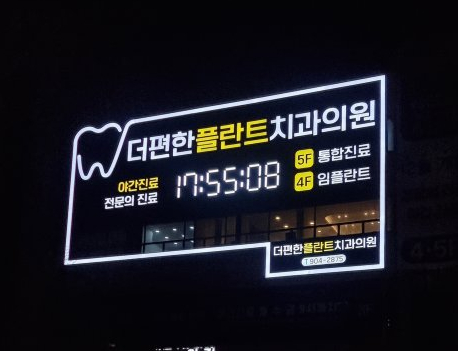 더편한플란트치과의원
야간진료
전문의 진료
17:55:08
5F 통합진료
4F 임플란트
더편한플란트치과의원
T.904-2875